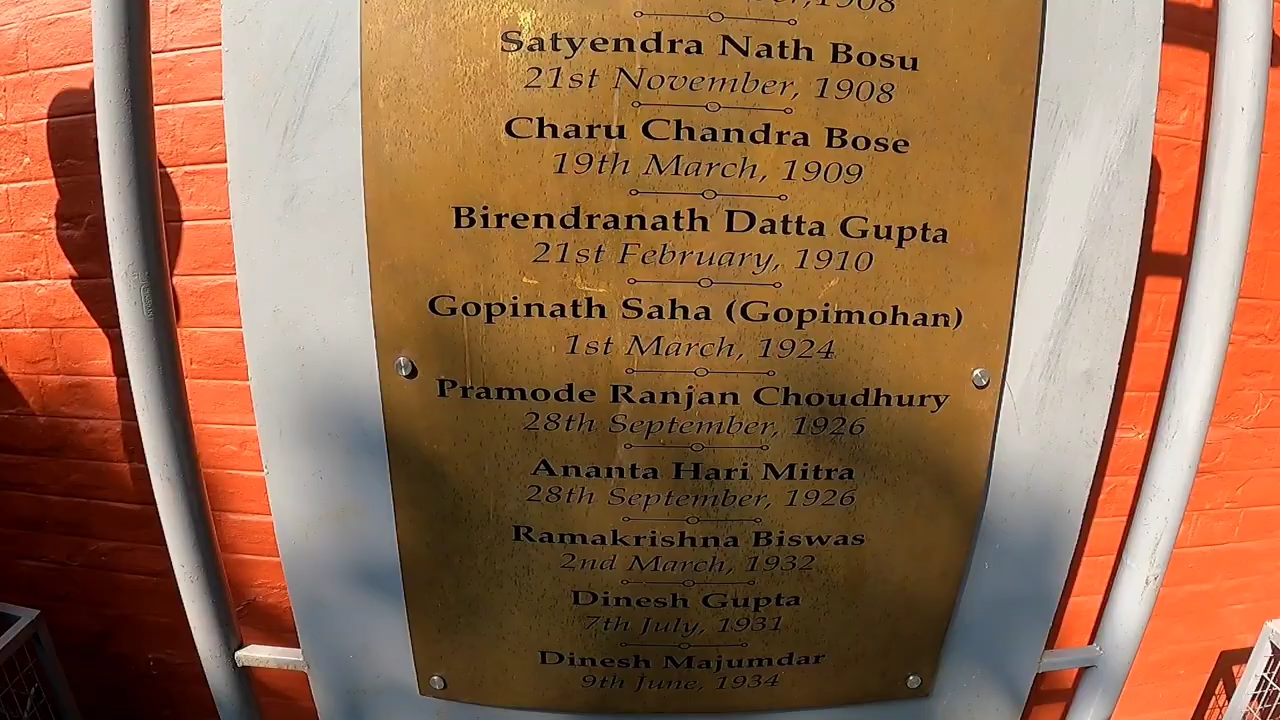 1908
Satyendra Nath Bosu
21st November, 1908
Charu Chandra Bose
19th March, 1909
Birendranath Datta Gupta
21st February, 1910
Gopinath Saha (Gopimohan)
1st March, 1924
Pramode Ranjan Choudhury
28th September, 1926
Ananta Hari Mitra
28th September, 1926
Ramakrishna Biswas
2nd March, 1932
Dinesh Gupta
7th July, 1931
Dinesh Majumdar
9th June, 1934